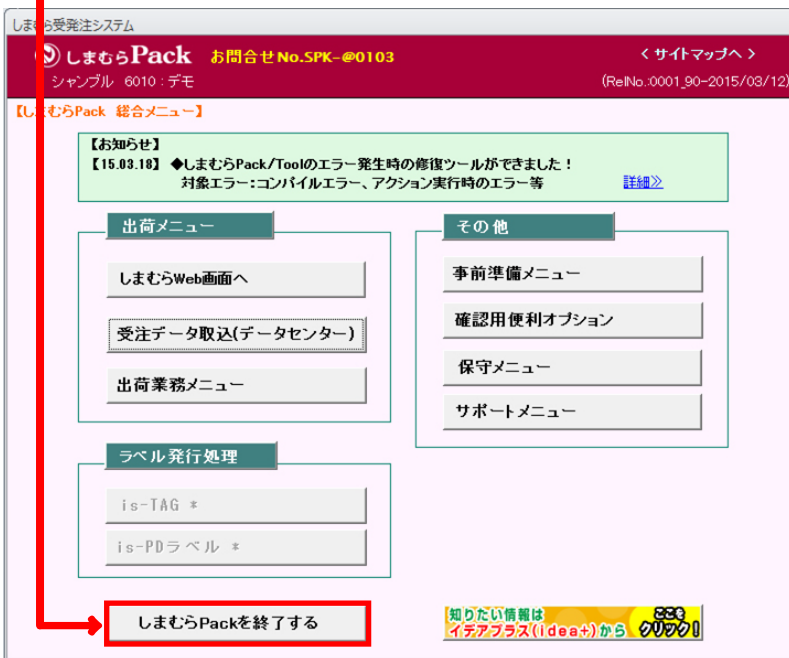 しまむら受発注システム
しまむらPack お問合せNo.SPK-@0103 < サイトマップへ >
シャンブル 6010:デモ (RelNo.:0001_90-2015/03/12)
【しまむらPack 総合メニュー】
【お知らせ】
【15.03.18】 ◆しまむらPack/Toolのエラー発生時の修復ツールができました!
対象エラー:コンパイルエラー、アクション実行時のエラー等 詳細≫
出荷メニュー
しまむらWeb画面へ
受注データ取込(データセンター)
出荷業務メニュー
その他
事前準備メニュー
確認用便利オプション
保守メニュー
サポートメニュー
ラベル発行処理
is-TAG *
is-PDラベル *
しまむらPackを終了する
知りたい情報は
イデアプラス(idea+)から
ここを
クリック!